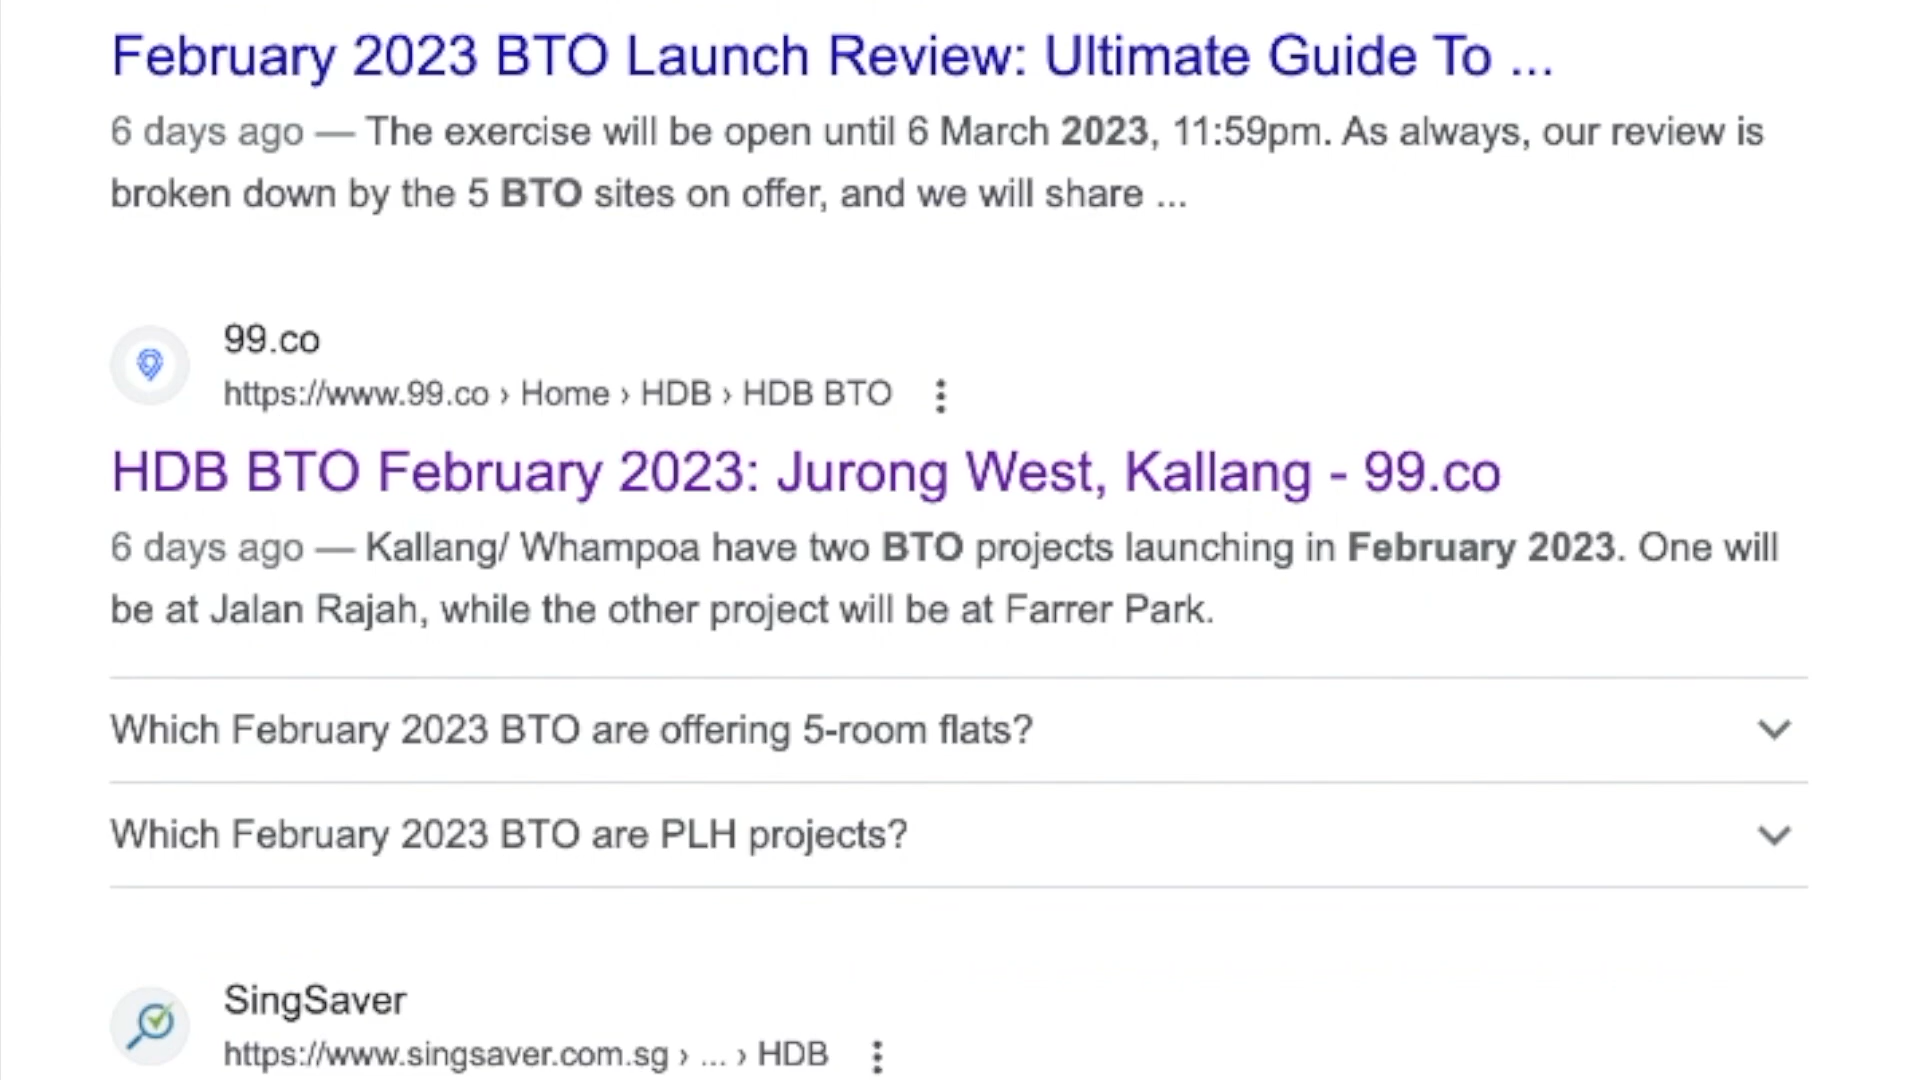 February 2023 BTO Launch Review: Ultimate Guide To ...
6 days ago — The exercise will be open until 6 March 2023, 11:59pm. As always, our review is
broken down by the 5 BTO sites on offer, and we will share ...
99.co
https://www.99.co › Home › HDB › HDB BTO
HDB BTO February 2023: Jurong West, Kallang - 99.co
6 days ago — Kallang/ Whampoa have two BTO projects launching in February 2023. One will
be at Jalan Rajah, while the other project will be at Farrer Park.
Which February 2023 BTO are offering 5-room flats?
Which February 2023 BTO are PLH projects?
SingSaver
https://www.singsaver.com.sg › ... › HDB